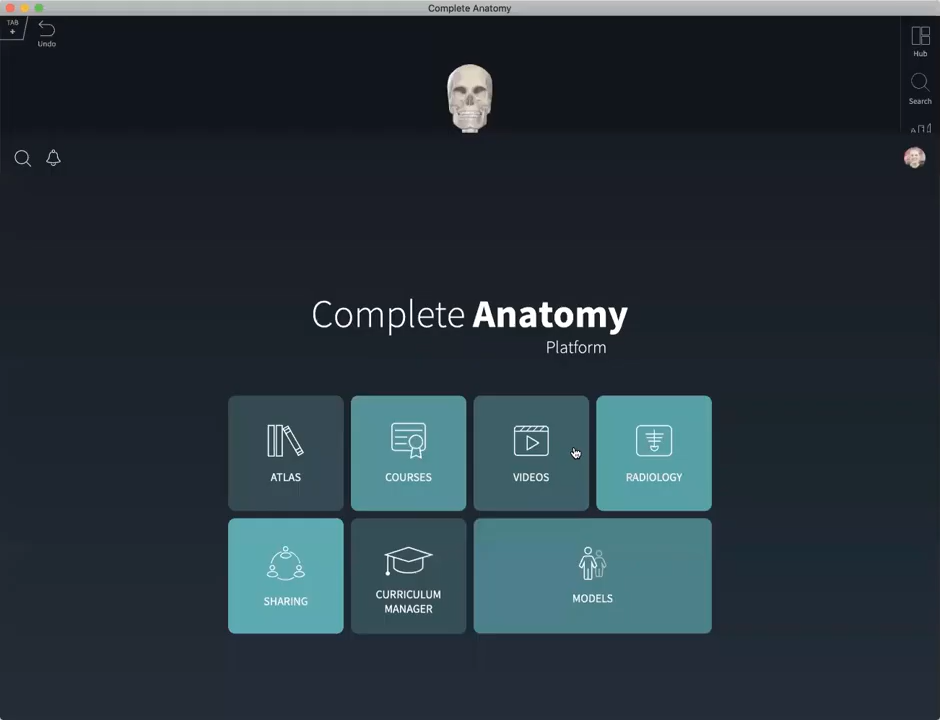 Complete Anatomy
TAB
+
Undo
Hub
Search
Complete Anatomy
Platform
ATLAS
COURSES
VIDEOS
RADIOLOGY
SHARING
CURRICULUM
MANAGER
MODELS